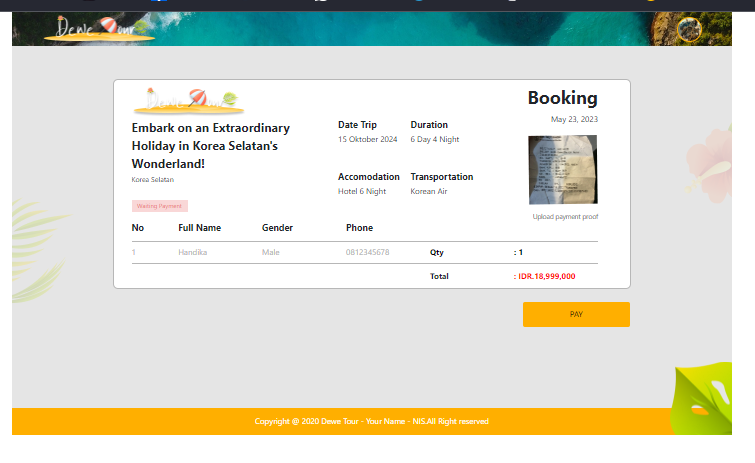 Dewe Tour
Dewe Tour
Booking
May 23, 2023
Embark on an Extraordinary
Holiday in Korea Selatan's
Wonderland!
Korea Selatan
Date Trip
Duration
15 Oktober 2024
6 Day 4 Night
Accomodation
Transportation
Hotel 6 Night
Korean Air
Waiting Payment
Upload payment proof
No Full Name Gender Phone
1 Handika Male 0812345678 Qty : 1
Total : IDR.18,999,000
PAY
Copyright @ 2020 Dewe Tour - Your Name - NIS.All Right reserved